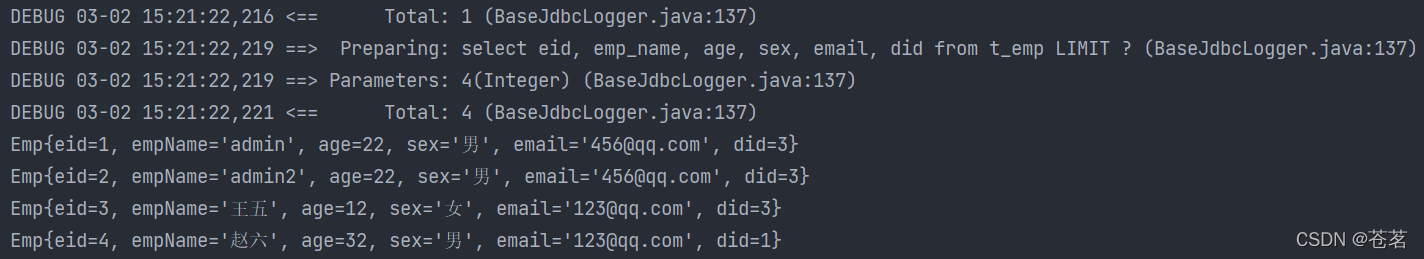 DEBUG 03-02 15:21:22,216 <==      Total: 1 (BaseJdbcLogger.java:137)
DEBUG 03-02 15:21:22,219 ==>  Preparing: select eid, emp_name, age, sex, email, did from t_emp LIMIT ? (BaseJdbcLogger.java:137)
DEBUG 03-02 15:21:22,219 ==> Parameters: 4(Integer) (BaseJdbcLogger.java:137)
DEBUG 03-02 15:21:22,221 <==      Total: 4 (BaseJdbcLogger.java:137)
Emp{eid=1, empName='admin', age=22, sex='男', email='456@qq.com', did=3}
Emp{eid=2, empName='admin2', age=22, sex='男', email='456@qq.com', did=3}
Emp{eid=3, empName='王五', age=12, sex='女', email='123@qq.com', did=3}
Emp{eid=4, empName='赵六', age=32, sex='男', email='123@qq.com', did=1}
CSDN @苍茗